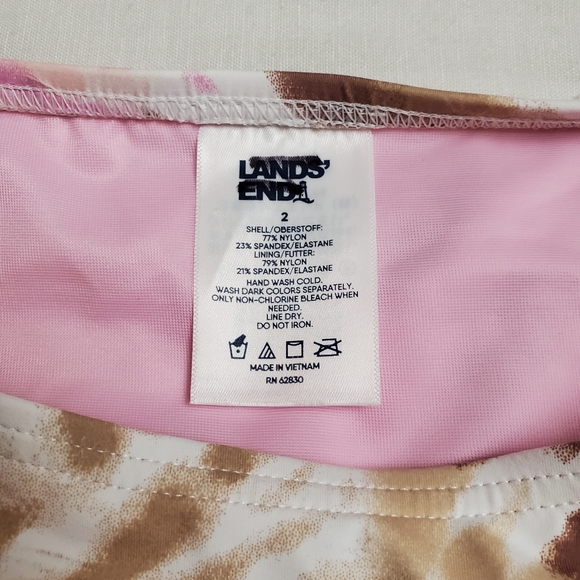 LANDS'
END
2
SHELL/OBERSTOFF:
77% NYLON
23% SPANDEX/ELASTANE
LINING/FUTTER:
79% NYLON
21% SPANDEX/ELASTANE
HAND WASH COLD.
WASH DARK COLORS SEPARATELY.
ONLY NON-CHLORINE BLEACH WHEN
NEEDED.
LINE DRY.
DO NOT IRON.
MADE IN VIETNAM
RN 62830